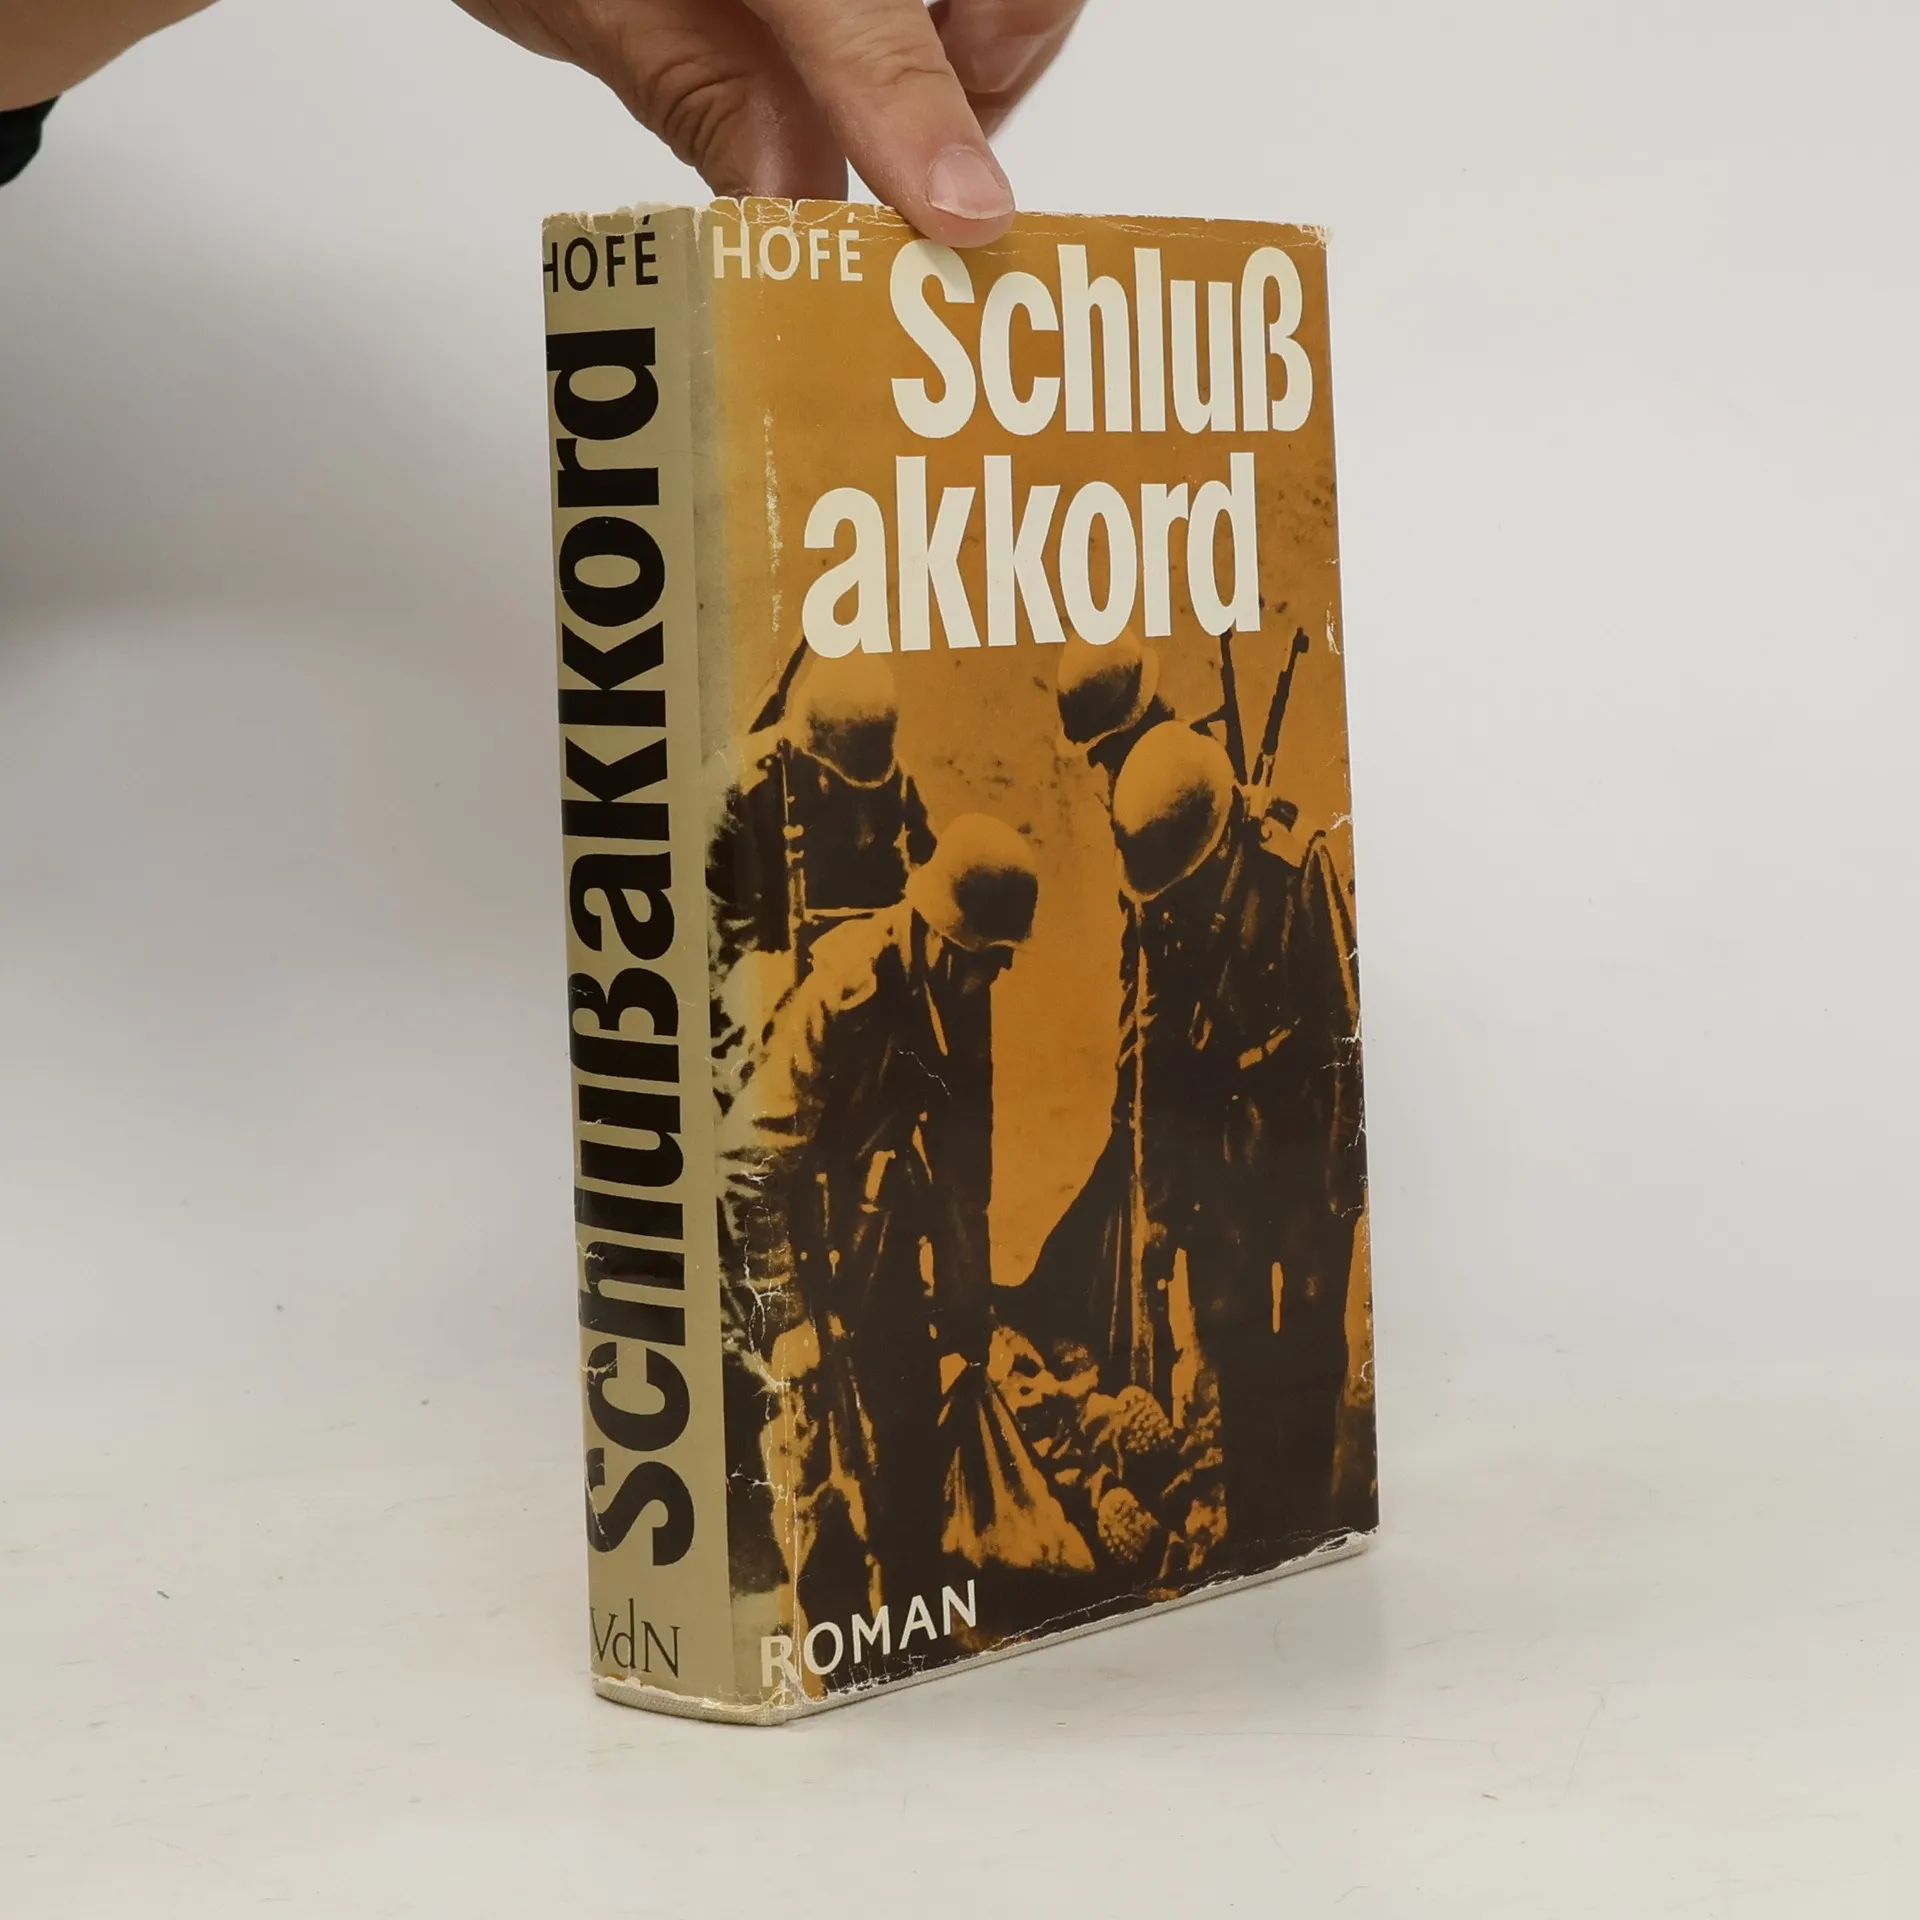 HOFÉ
Schlußakkord
VdN
HOFÉ
Schluß
akkord
ROMAN